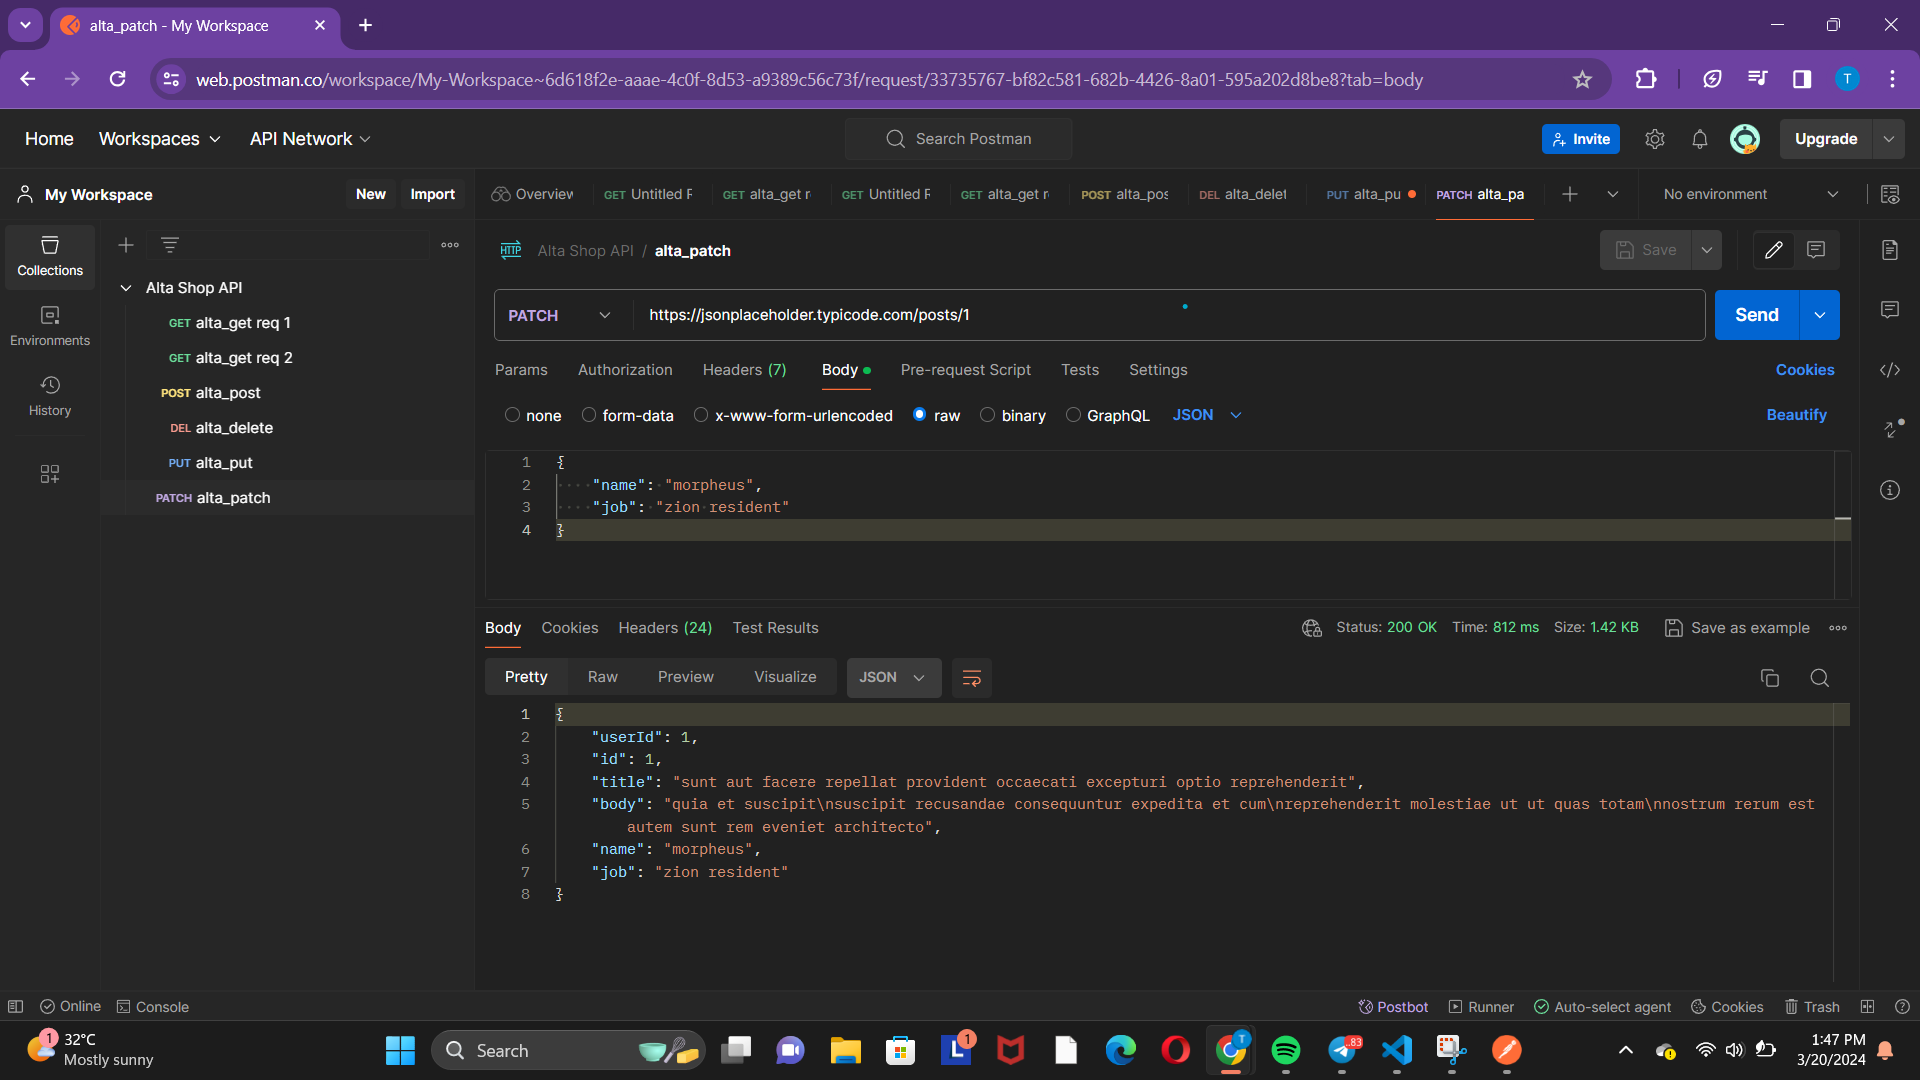 alta_patch - My Workspace
web.postman.co/workspace/My-Workspace~6d618f2e-aaae-4c0f-8d53-a9389c56c73f/request/33735767-bf82c581-682b-4426-8a01-595a202d8be8?tab=body
T
Home Workspaces API Network Search Postman Invite Upgrade
My Workspace New Import Overview GET Untitled F GET alta_get r GET Untitled F GET alta_get r POST alta_pos DEL alta_delet PUT alta_pu PATCH alta_pa No environment
Collections
Environments
History
Alta Shop API
GET alta_get req 1
GET alta_get req 2
POST alta_post
DEL alta_delete
PUT alta_put
PATCH alta_patch
HTTP Alta Shop API / alta_patch Save
PATCH https://jsonplaceholder.typicode.com/posts/1 Send
Params Authorization Headers (7) Body Pre-request Script Tests Settings Cookies
none form-data x-www-form-urlencoded raw binary GraphQL JSON Beautify
1 {
2 "name": "morpheus",
3 "job": "zion resident"
4 }
Body Cookies Headers (24) Test Results Status: 200 OK Time: 812 ms Size: 1.42 KB Save as example
Pretty Raw Preview Visualize JSON
1 {
2 "userId": 1,
3 "id": 1,
4 "title": "sunt aut facere repellat provident occaecati excepturi optio reprehenderit",
5 "body": "quia et suscipit\nsuscipit recusandae consequuntur expedita et cum\nreprehenderit molestiae ut ut quas totam\nnostrum rerum est
autem sunt rem eveniet architecto",
6 "name": "morpheus",
7 "job": "zion resident"
8 }
Online Console Postbot Runner Auto-select agent Cookies Trash
1 32°C
Mostly sunny
Search
L 1
T
83
1:47 PM
3/20/2024